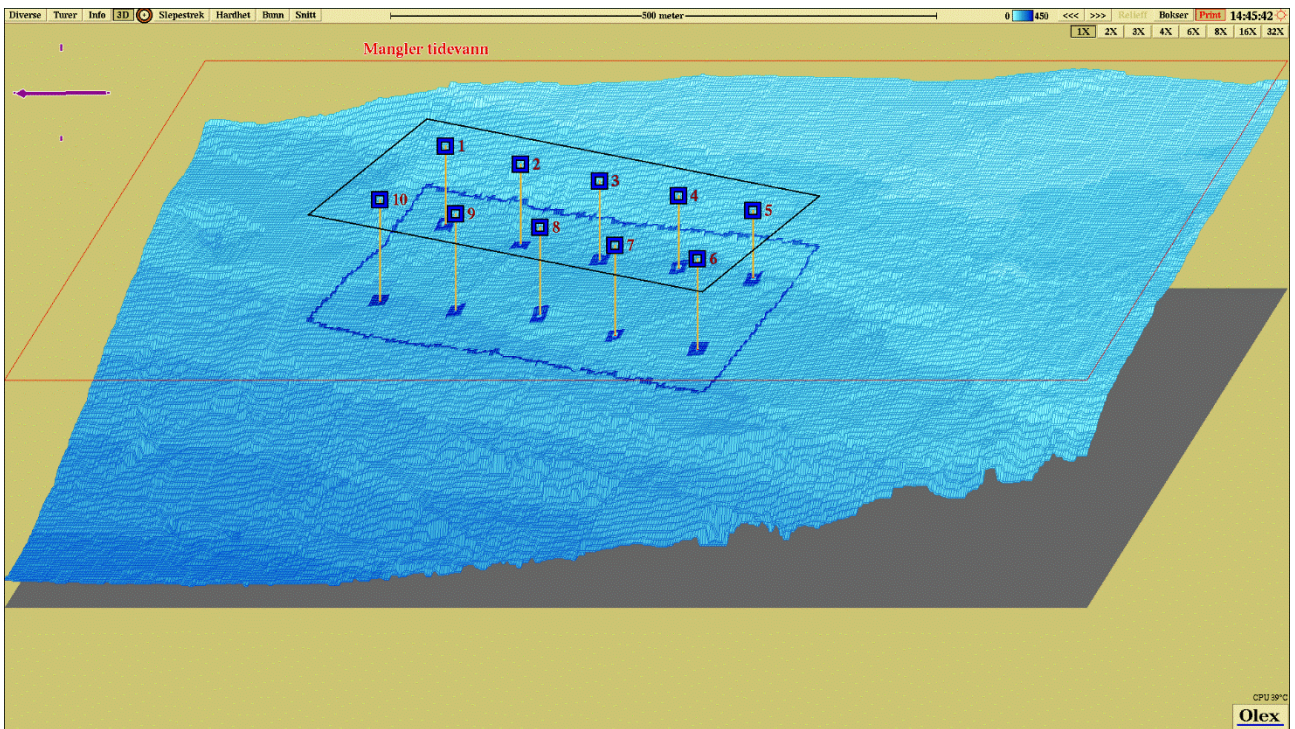 Diverse Turer Info 3D Slepestrek Hardhet Bunn Snitt 500 meter 0 450 <<< >>> Relieff Bokser Print 14:45:42
1X 2X 3X 4X 6X 8X 16X 32X
Mangler tidevann
1
2
3
4
5
10
9
8
7
6
CPU 39°C
Olex